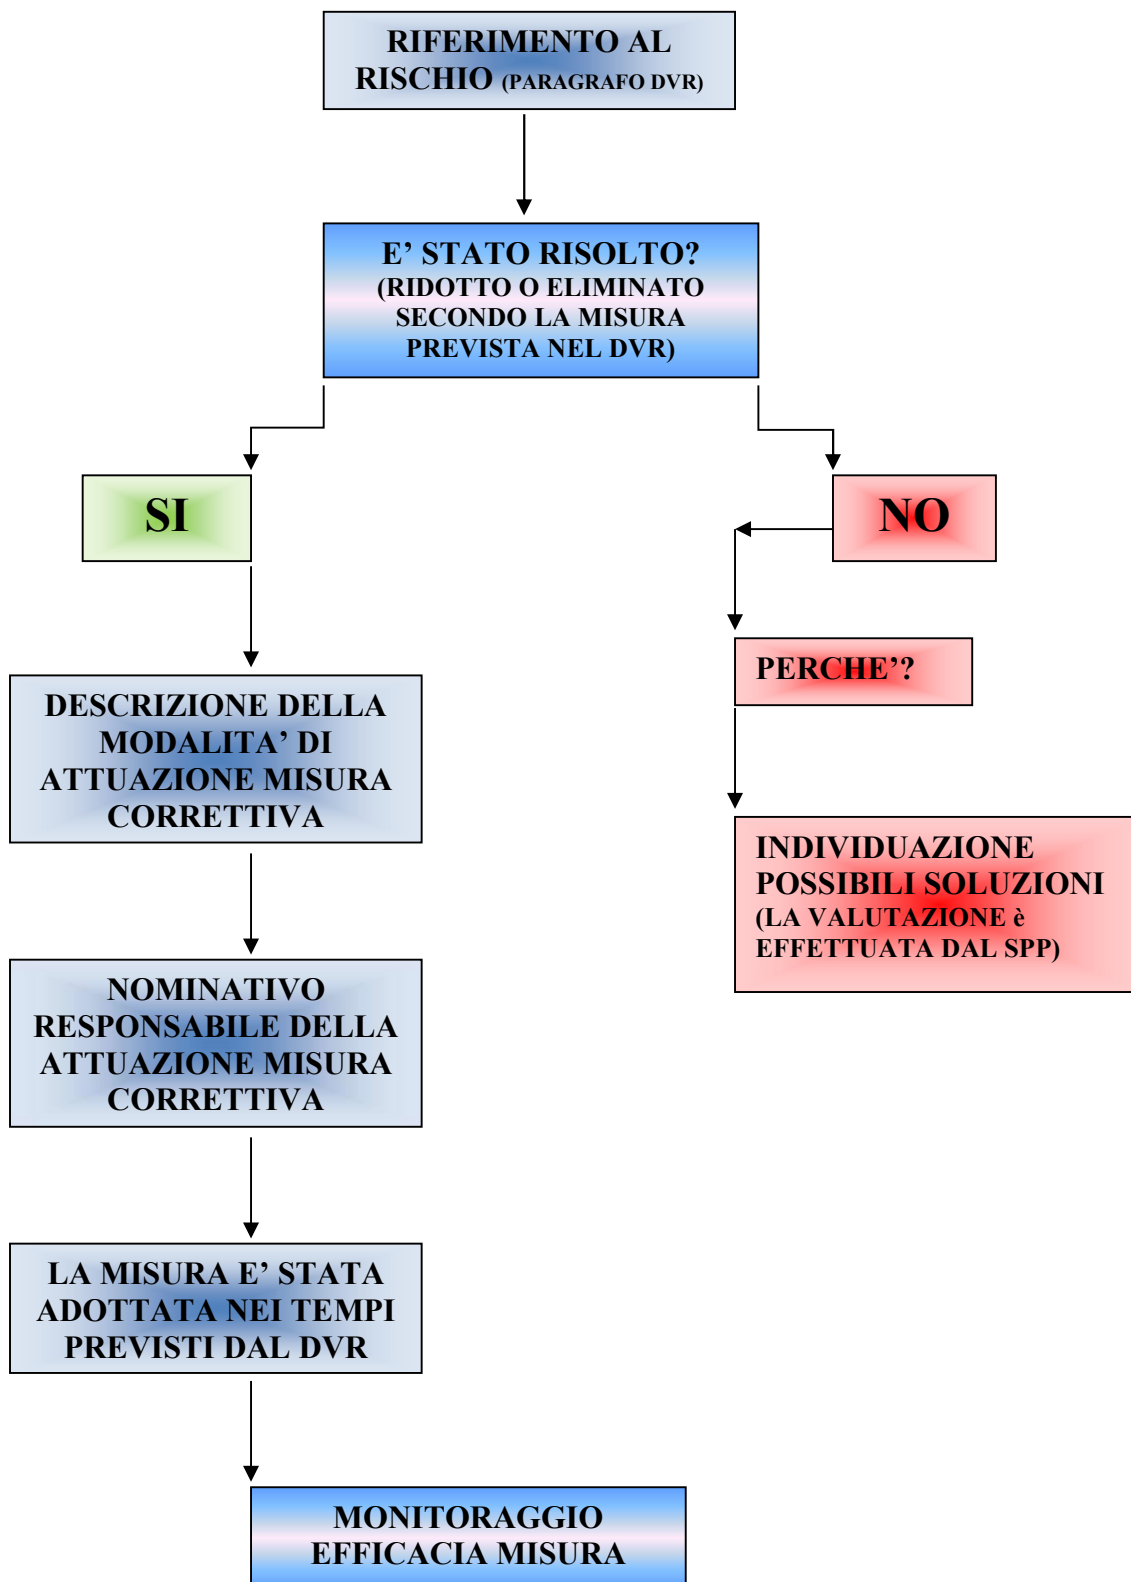 RIFERIMENTO AL
RISCHIO (PARAGRAFO DVR)
E’ STATO RISOLTO?
(RIDOTTO O ELIMINATO
SECONDO LA MISURA
PREVISTA NEL DVR)
SI
NO
PERCHE’?
DESCRIZIONE DELLA
MODALITA’ DI
ATTUAZIONE MISURA
CORRETTIVA
INDIVIDUAZIONE
POSSIBILI SOLUZIONI
(LA VALUTAZIONE è
EFFETTUATA DAL SPP)
NOMINATIVO
RESPONSABILE DELLA
ATTUAZIONE MISURA
CORRETTIVA
LA MISURA E’ STATA
ADOTTATA NEI TEMPI
PREVISTI DAL DVR
MONITORAGGIO
EFFICACIA MISURA